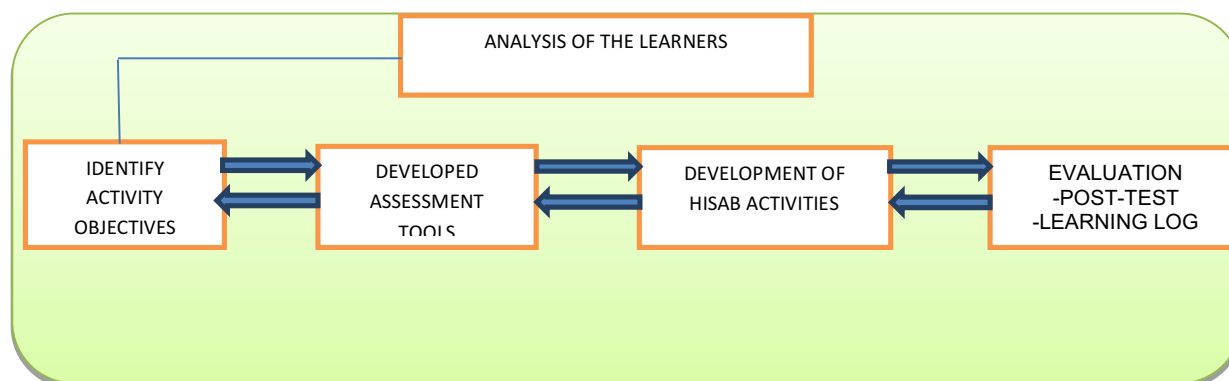 ANALYSIS OF THE LEARNERS
IDENTIFY
ACTIVITY
OBJECTIVES
DEVELOPED
ASSESSMENT
TOOLS
DEVELOPMENT OF
HISAB ACTIVITIES
EVALUATION
-POST-TEST
-LEARNING LOG